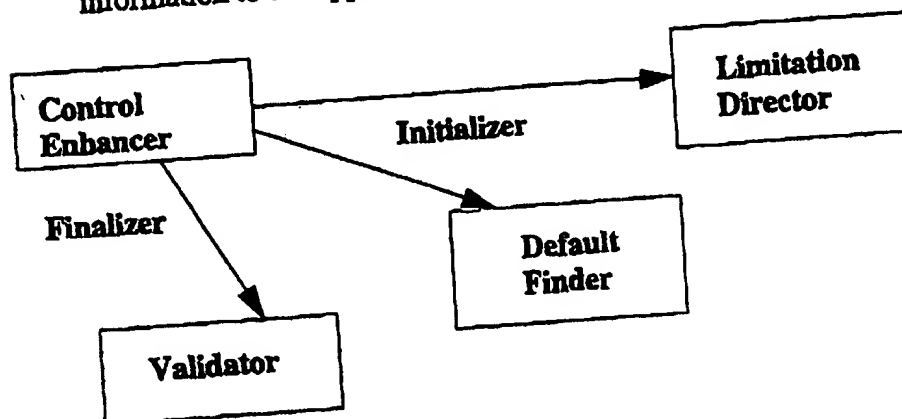 Limitation
Director
Control
Enhancer
Initializer
Finalizer
Default
Finder
Validator